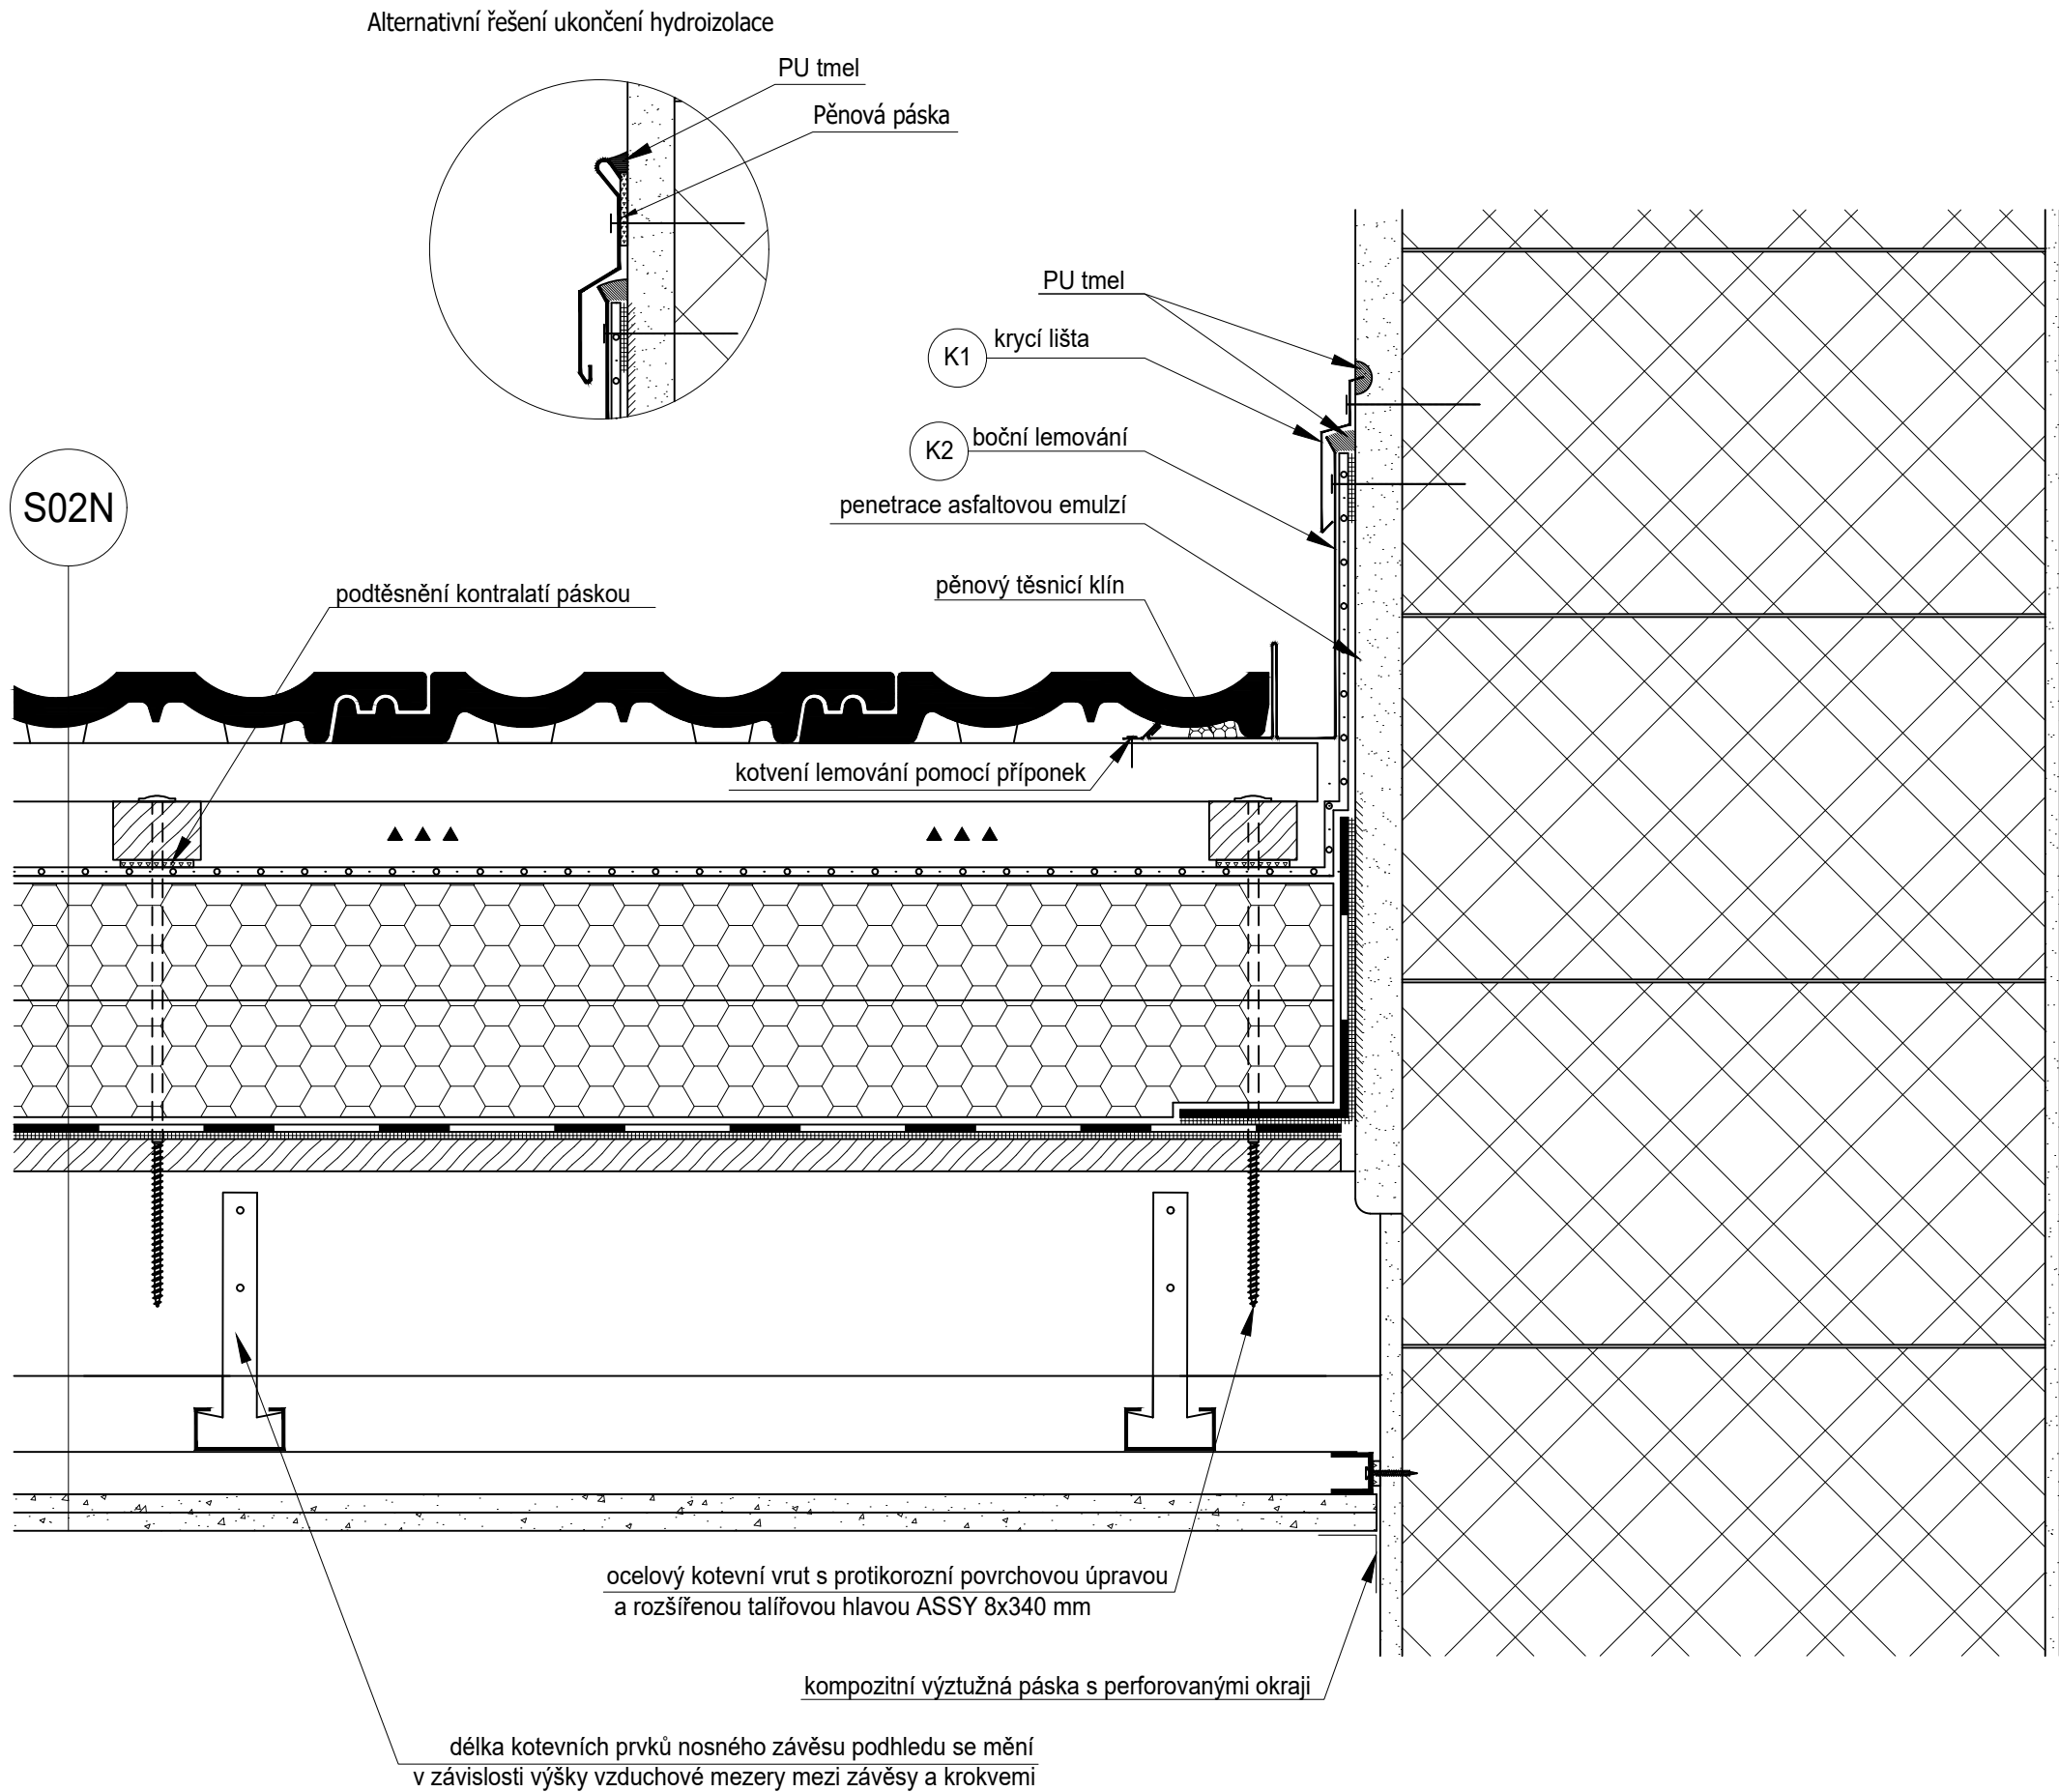 Alternativní řešení ukončení hydroizolace
PU tmel
Pěnová páska
PU tmel
K1
krycí lišta
K2
boční lemování
S02N
penetrace asfaltovou emulzí
podtěsnění kontralatí páskou
pěnový těsnicí klín
kotvení lemování pomocí příponek
ocelový kotevní vrut s protikorozní povrchovou úpravou
a rozšířenou talířovou hlavou ASSY 8x340 mm
kompozitní výztužná páska s perforovanými okraji
délka kotevních prvků nosného závěsu podhledu se mění
v závislosti výšky vzduchové mezery mezi závěsy a krokvemi